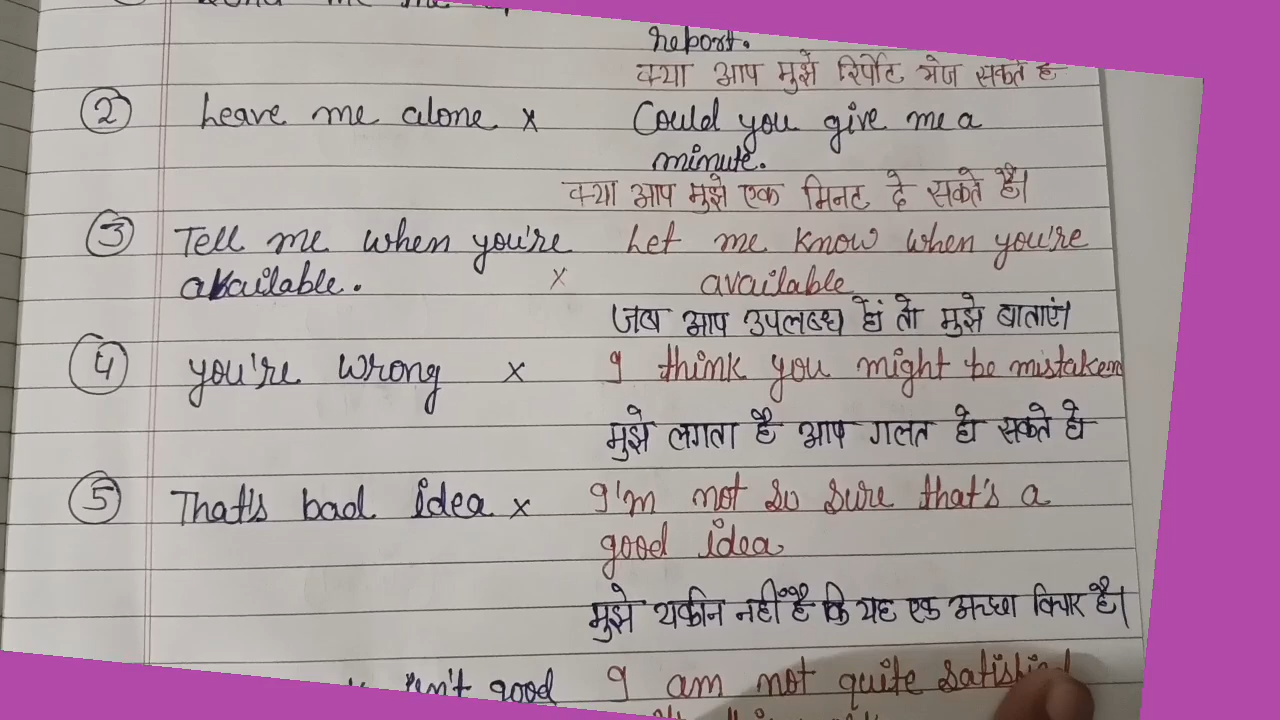 report.
क्या आप मुझे रिपोर्ट भेज सकते है
② Leave me alone × Could you give me a
minute.
क्या आप मुझे एक मिनट दे सकते है।
③ Tell me when you're Let me know when you're
available. × available
जब आप उपलब्ध हों तो मुझे बाताएं।
④ you're wrong × I think you might be mistaken
मुझे लगता है आप गलत हो सकते हो
⑤ That's bad idea × I'm not so sure that's a
good idea
मुझे यकीन नहीं है कि यह एक अच्छा विचार है।
good I am not quite